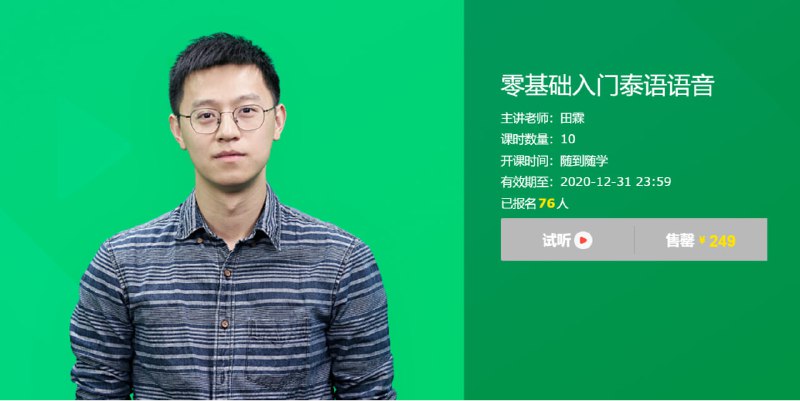 零基础入门泰语语音
主讲老师：田霖
课时数量：10
开课时间：随到随学
有效期至：2020-12-31 23:59
已报名76人
试听 售罄 ¥ 249